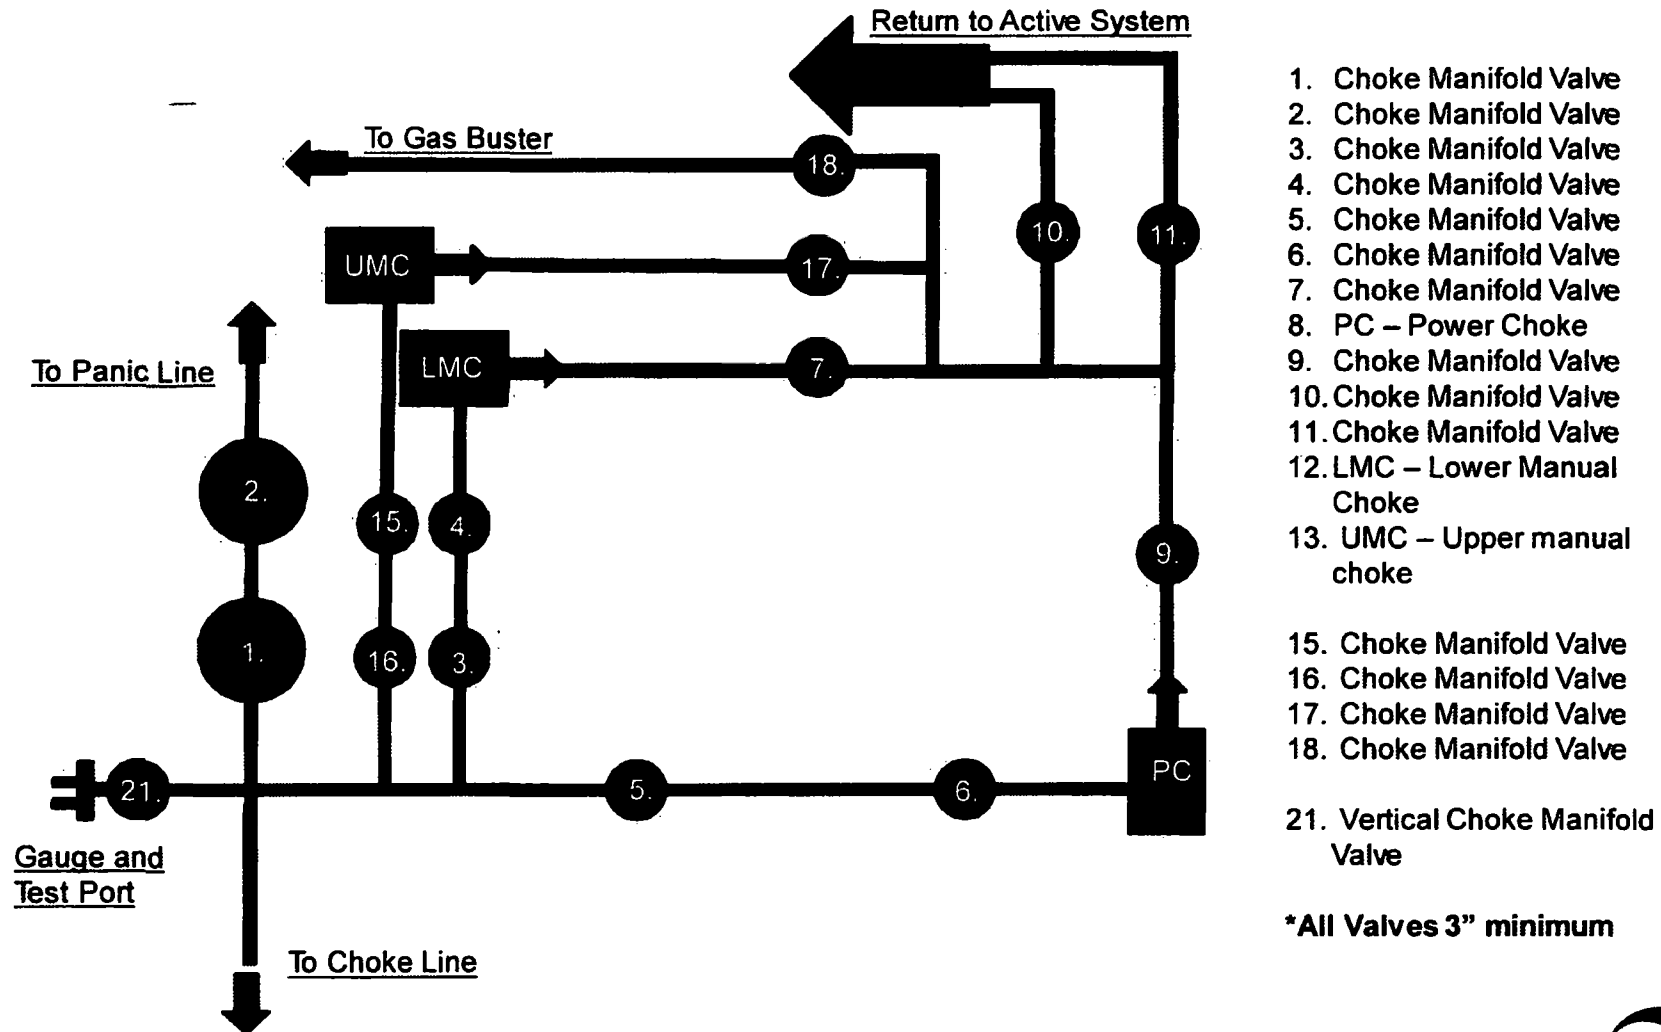 Return to Active System
To Gas Buster
18.
10.
11.
UMC
17.
LMC
7.
To Panic Line
2.
15.
4.
9.
1.
16.
3.
PC
21.
5.
6.
Gauge and
Test Port
To Choke Line
1. Choke Manifold Valve
2. Choke Manifold Valve
3. Choke Manifold Valve
4. Choke Manifold Valve
5. Choke Manifold Valve
6. Choke Manifold Valve
7. Choke Manifold Valve
8. PC – Power Choke
9. Choke Manifold Valve
10. Choke Manifold Valve
11. Choke Manifold Valve
12. LMC – Lower Manual
Choke
13. UMC – Upper manual
choke
15. Choke Manifold Valve
16. Choke Manifold Valve
17. Choke Manifold Valve
18. Choke Manifold Valve
21. Vertical Choke Manifold
Valve
*All Valves 3" minimum